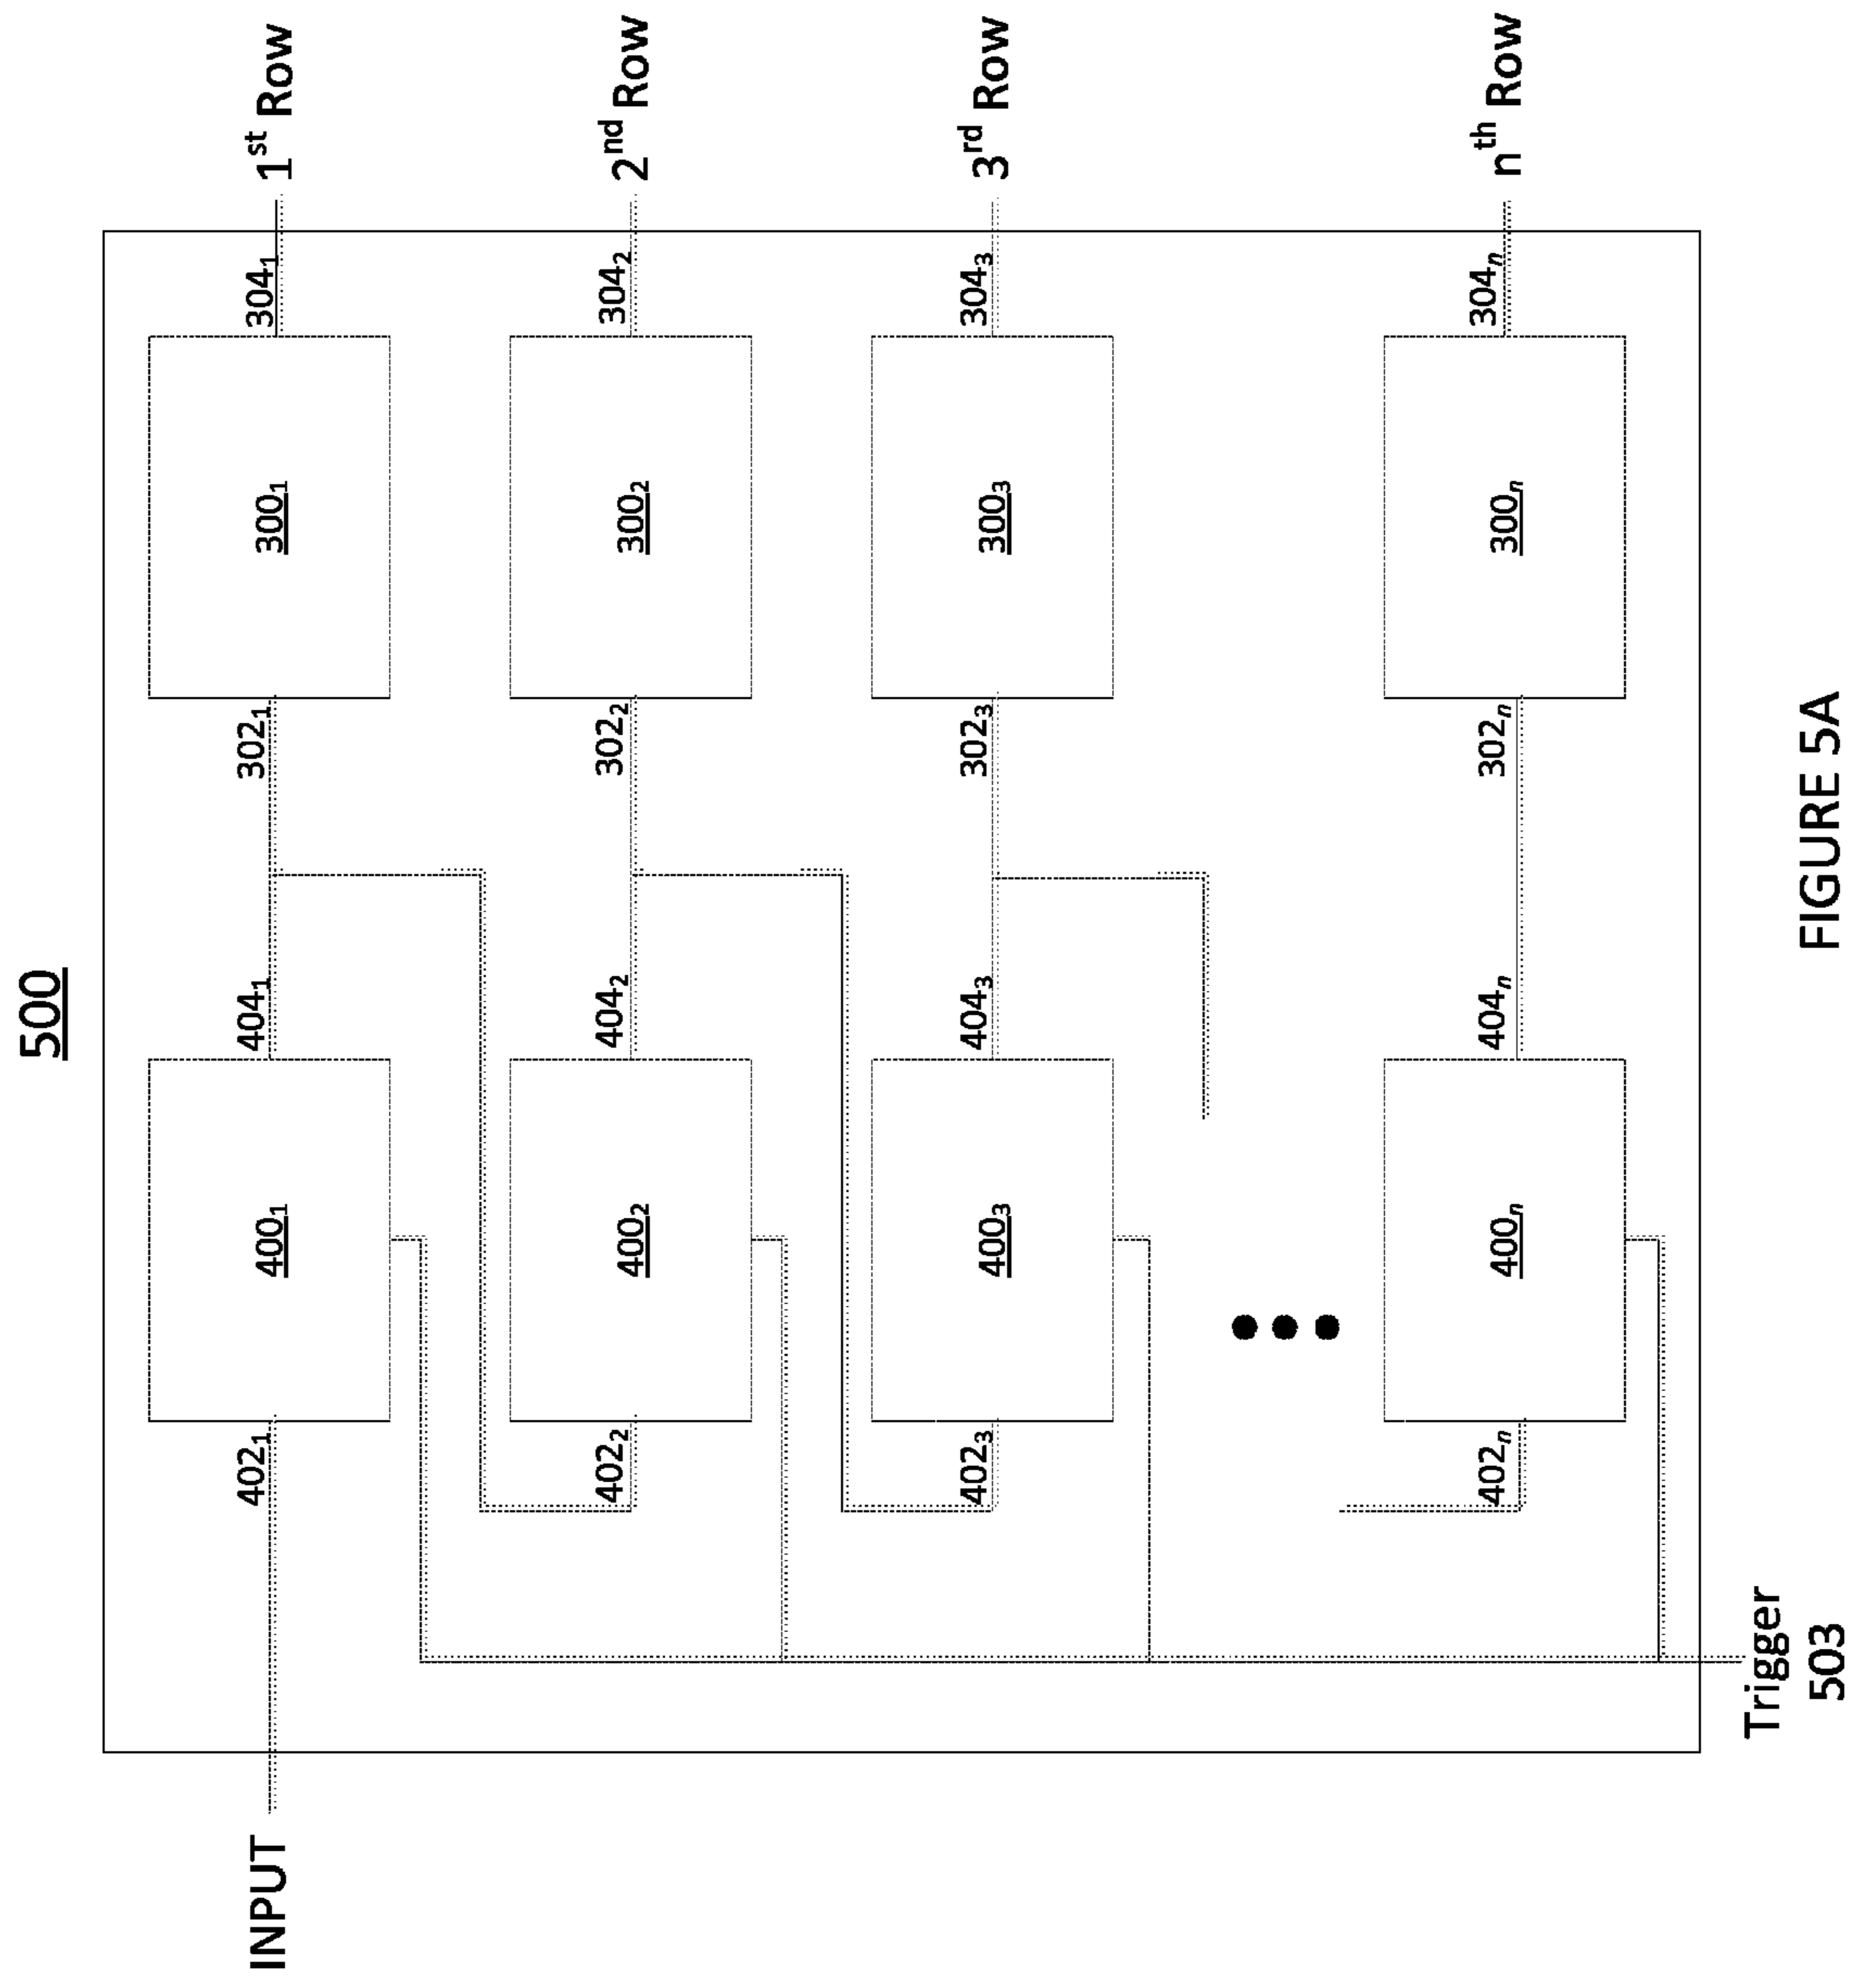 500
INPUT
402₁
400₁
404₁
302₁
300₁
304₁
1ˢᵗ Row
402₂
400₂
404₂
302₂
300₂
304₂
2ⁿᵈ Row
402₃
400₃
404₃
302₃
300₃
304₃
3ʳᵈ Row
402ₙ
400ₙ
404ₙ
302ₙ
300ₙ
304ₙ
nᵗʰ Row
Trigger
503
FIGURE 5A